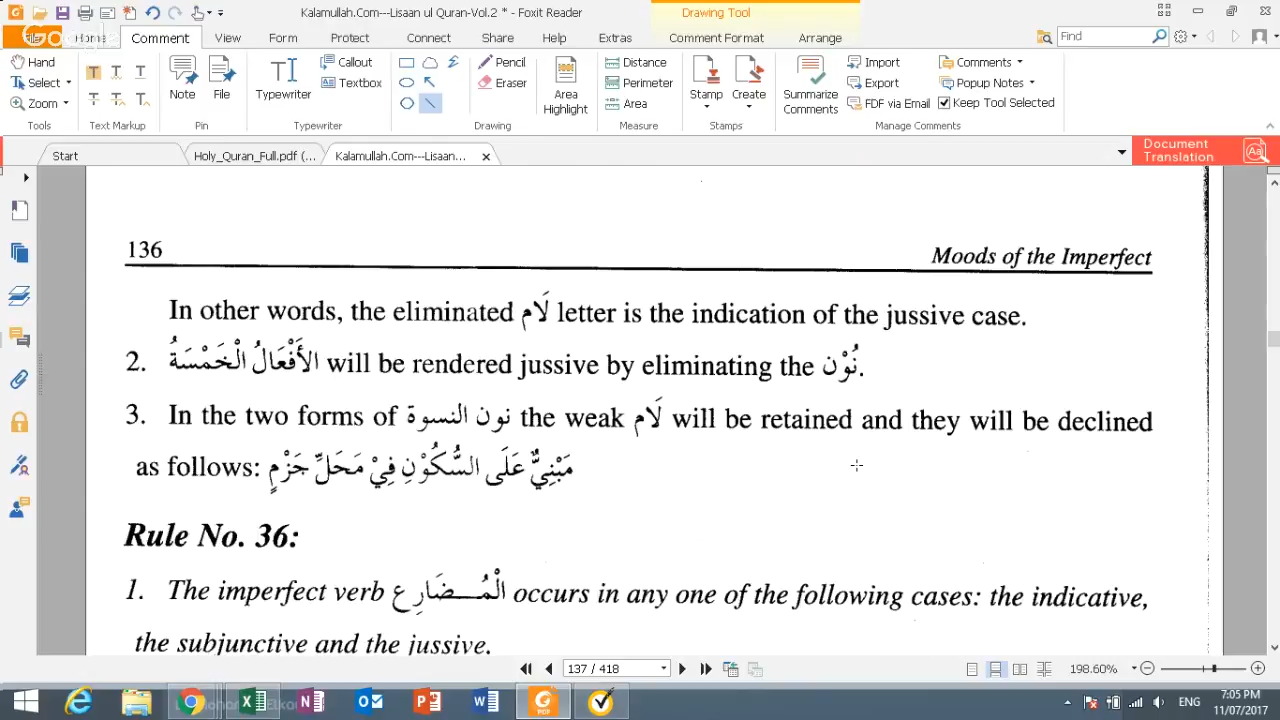 Kalamullah.Com---Lisaan ul Quran-Vol.2 * - Foxit Reader
Drawing Tool
File Home Comment View Form Protect Connect Share Help Extras Comment Format Arrange
Find
Hand
Select
Zoom
Tools
Text Markup
Note
File
Pin
Typewriter
Callout
Textbox
Typewriter
Pencil
Eraser
Area Highlight
Drawing
Distance
Perimeter
Area
Measure
Stamp
Create
Stamps
Summarize Comments
Import
Export
FDF via Email
Comments
Popup Notes
Keep Tool Selected
Manage Comments
Start
Holy_Quran_Full.pdf (...
Kalamullah.Com---Lisaan...
Document Translation
136
Moods of the Imperfect
In other words, the eliminated لَام letter is the indication of the jussive case.
2. الأَفْعَالُ الْخَمْسَةُ will be rendered jussive by eliminating the نُوْن.
3. In the two forms of نون النسوة the weak لَام will be retained and they will be declined
as follows: مَبْنِيٌّ عَلَى السُّكُوْنِ فِيْ مَحَلِّ جَزْمٍ
Rule No. 36:
1. The imperfect verb الْمُـــضَارِع occurs in any one of the following cases: the indicative,
the subjunctive and the jussive.
137 / 418
198.60%
ENG
7:05 PM
11/07/2017